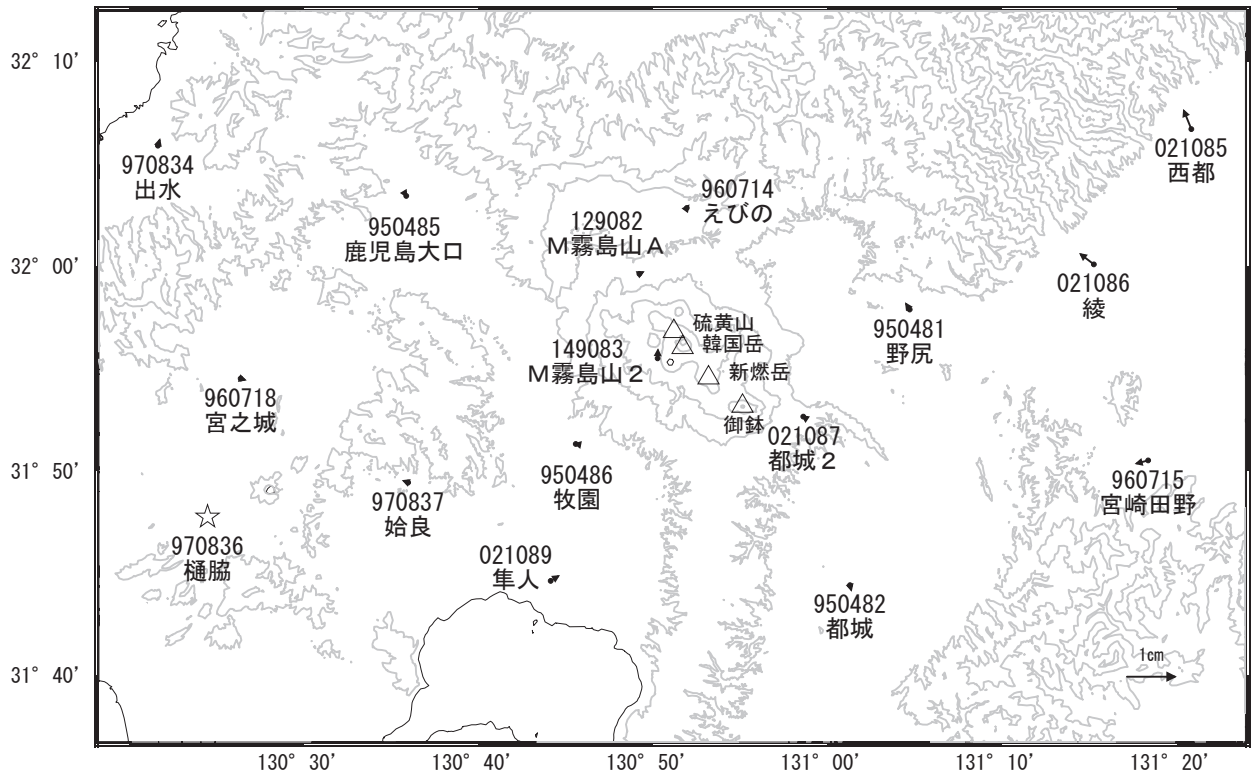 32° 10’
32° 00’
31° 50’
31° 40’
970834
出水
950485
鹿児島大口
129082
M霧島山A
960714
えびの
021085
西都
021086
綾
950481
野尻
硫黄山
韓国岳
新燃岳
御鉢
149083
M霧島山2
960718
宮之城
021087
都城2
950486
牧園
970837
姶良
960715
宮崎田野
970836
樋脇
021089
隼人
950482
都城
1cm
130° 30’
130° 40’
130° 50’
131° 00’
131° 10’
131° 20’